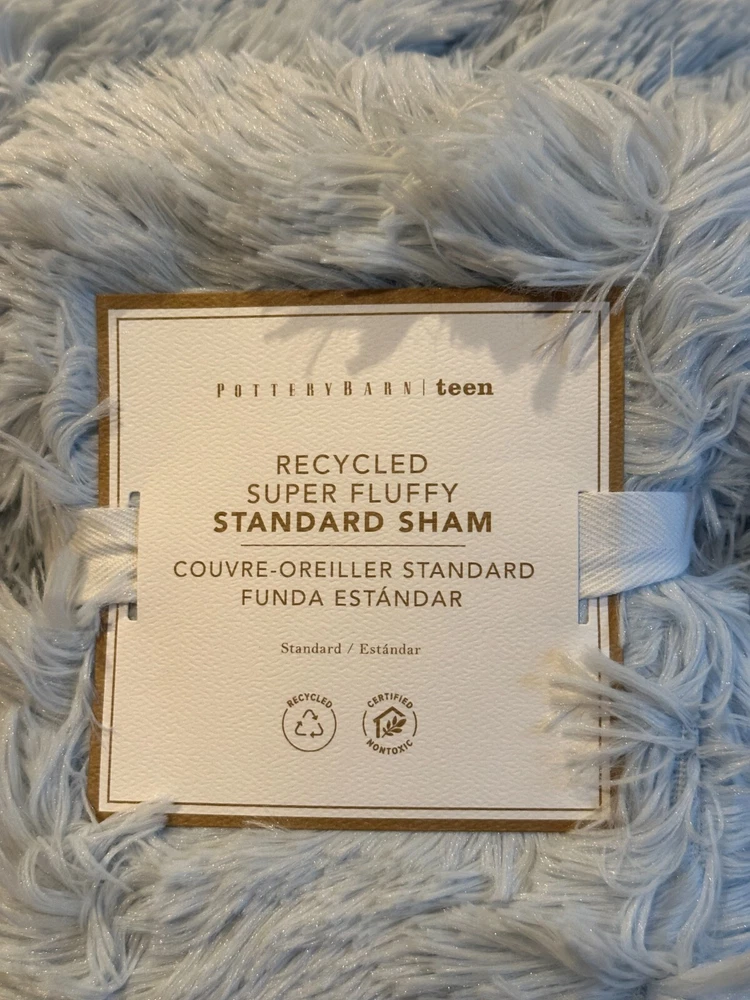 POTTERYBARN | teen
RECYCLED
SUPER FLUFFY
STANDARD SHAM
COUVRE-OREILLER STANDARD
FUNDA ESTÁNDAR
Standard / Estándar
RECYCLED
CERTIFIED
NONTOXIC